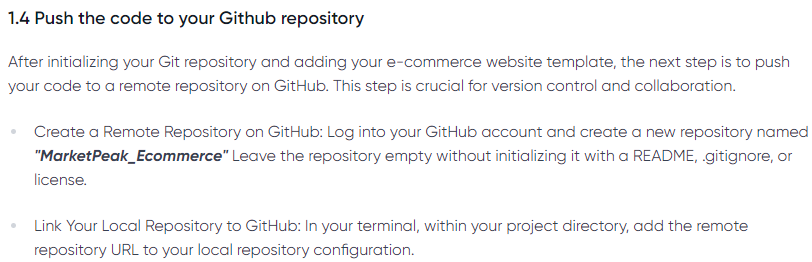 1.4 Push the code to your Github repository
After initializing your Git repository and adding your e-commerce website template, the next step is to push
your code to a remote repository on GitHub. This step is crucial for version control and collaboration.
Create a Remote Repository on GitHub: Log into your GitHub account and create a new repository named
"MarketPeak_Ecommerce" Leave the repository empty without initializing it with a README, .gitignore, or
license.
Link Your Local Repository to GitHub: In your terminal, within your project directory, add the remote
repository URL to your local repository configuration.